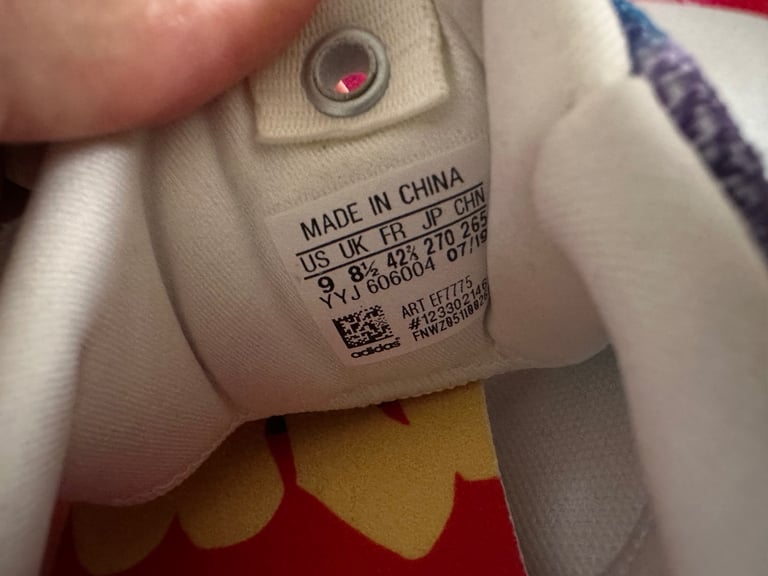 MADE IN CHINA
US UK FR JP CHN
9 8½ 42⅔ 270 265
YYJ 606004 07/19
ART EF7775
adidas